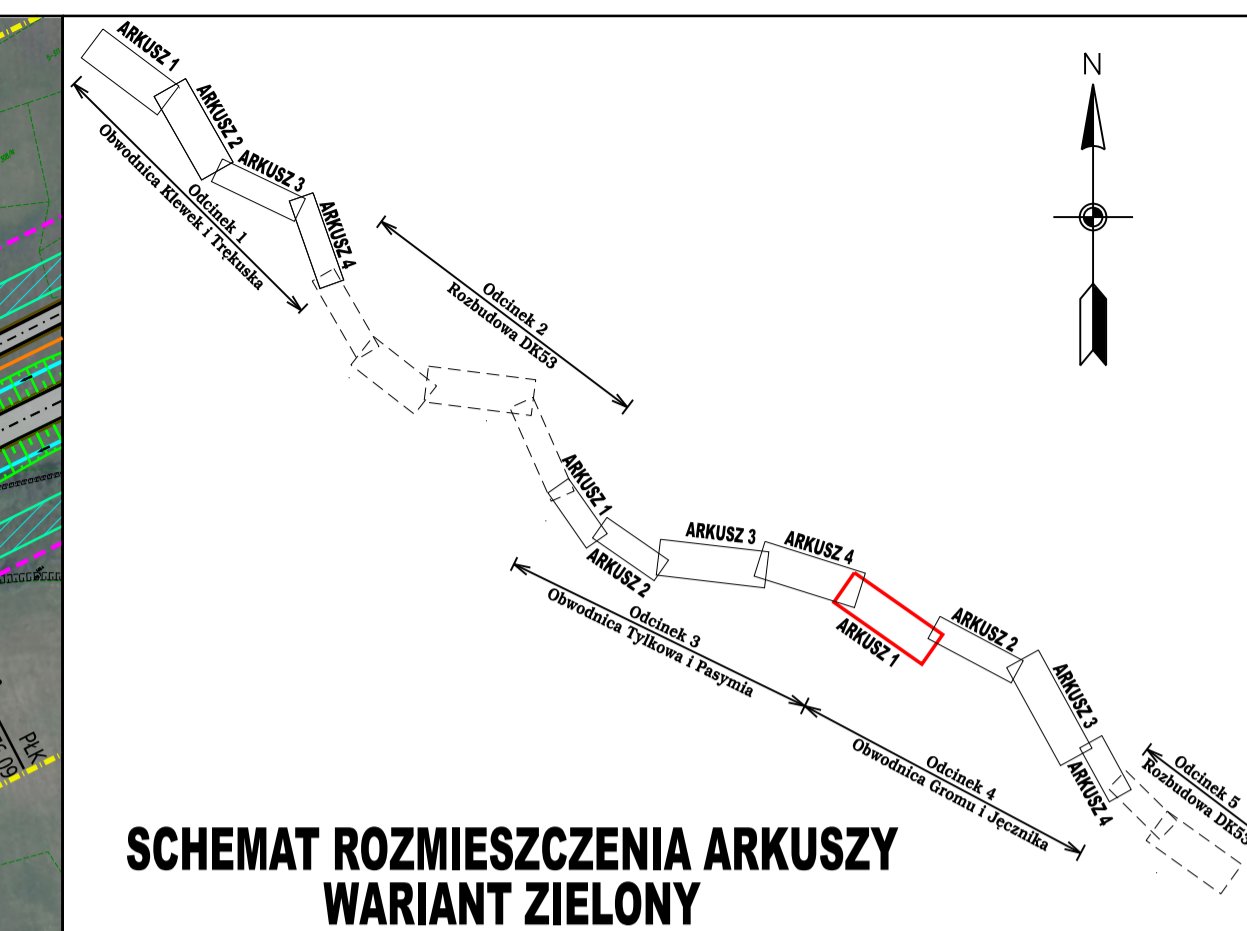 ARKUSZ 1
ARKUSZ 2
ARKUSZ 3
ARKUSZ 4
Odcinek 1
Obwodnica Klewek i Trękuska
Odcinek 2
Rozbudowa DK53
N
ARKUSZ 1
ARKUSZ 2
ARKUSZ 3
ARKUSZ 4
Odcinek 3
Obwodnica Tylkowa i Pasymia
ARKUSZ 1
ARKUSZ 2
ARKUSZ 3
ARKUSZ 4
Odcinek 4
Obwodnica Gromu i Jęcznika
Odcinek 5
Rozbudowa DK53
PŁK
SCHEMAT ROZMIESZCZENIA ARKUSZY
WARIANT ZIELONY